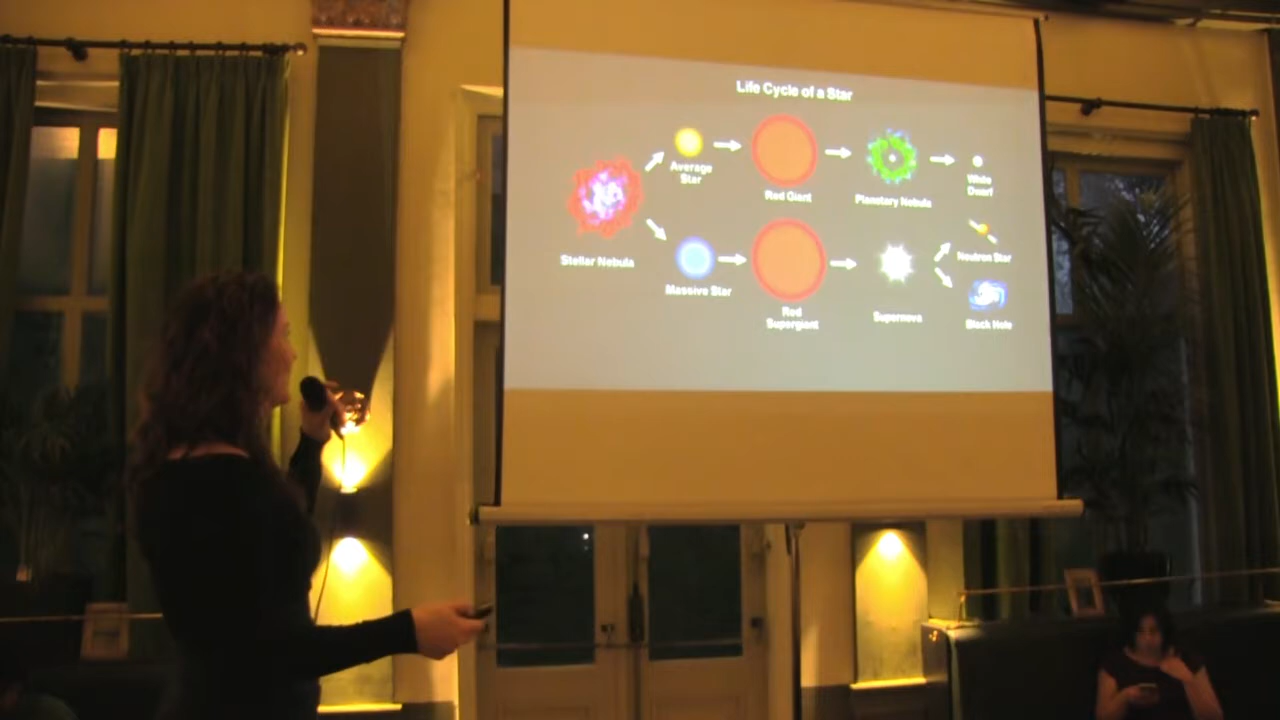 Life Cycle of a Star
Average
Star
Red Giant
Planetary Nebula
White
Dwarf
Stellar Nebula
Massive Star
Red
Supergiant
Supernova
Neutron Star
Black Hole